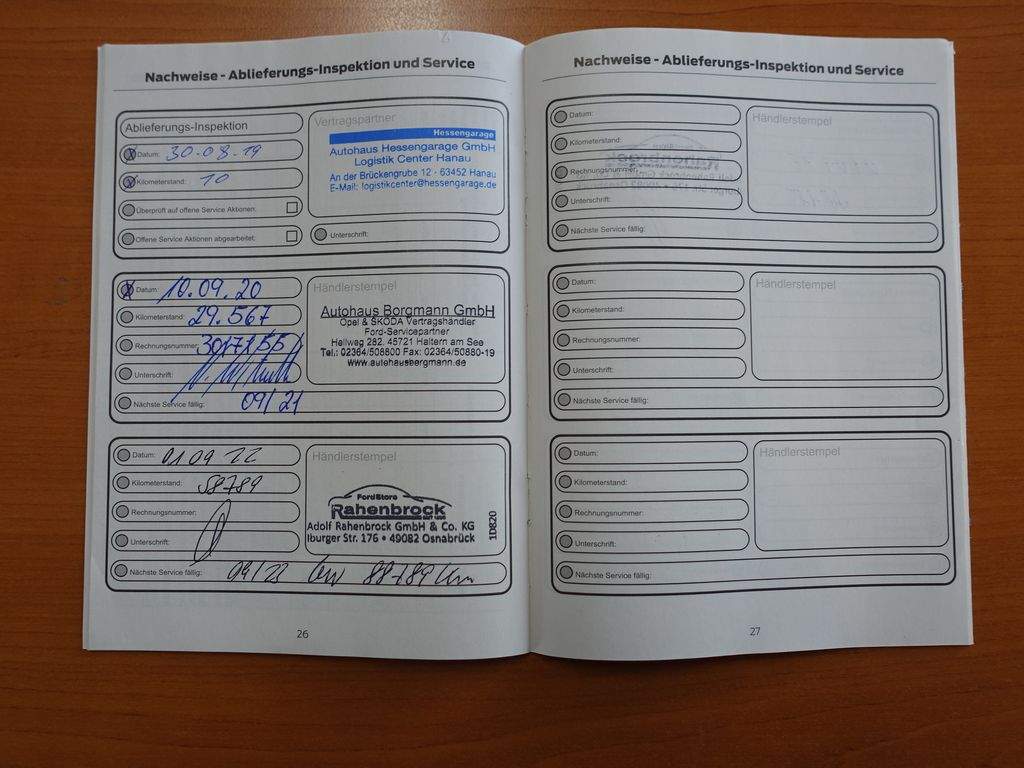 Nachweise - Ablieferungs-Inspektion und Service
Ablieferungs-Inspektion
Datum: 30.08.19
Kilometerstand: 10
Überprüft auf offene Service Aktionen:
Offene Service Aktionen abgearbeitet:
Vertragspartner
Hessengarage
Autohaus Hessengarage GmbH
Logistik Center Hanau
An der Brückengrube 12 · 63452 Hanau
E-Mail: logistikcenter@hessengarage.de
Unterschrift:
Datum: 10.09.20
Kilometerstand: 29.567
Rechnungsnummer:
Unterschrift:
Nächste Service fällig: 09/21
Händlerstempel
Autohaus Borgmann GmbH
Opel & ŠKODA Vertragshändler
Ford-Servicepartner
Hellweg 282, 45721 Haltern am See
Tel.: 02364/508800 Fax: 02364/50880-19
www.autohausborgmann.de
Datum: 01 09 22
Kilometerstand: 58789
Rechnungsnummer:
Unterschrift:
Nächste Service fällig: 09/23 bzw 88789 km
Händlerstempel
FordStore
Rahenbrock
Adolf Rahenbrock GmbH & Co. KG
Iburger Str. 176 • 49082 Osnabrück
1D820
26
Nachweise - Ablieferungs-Inspektion und Service
Datum:
Kilometerstand:
Rechnungsnummer:
Unterschrift:
Nächste Service fällig:
Händlerstempel
Datum:
Kilometerstand:
Rechnungsnummer:
Unterschrift:
Nächste Service fällig:
Händlerstempel
Datum:
Kilometerstand:
Rechnungsnummer:
Unterschrift:
Nächste Service fällig:
Händlerstempel
27